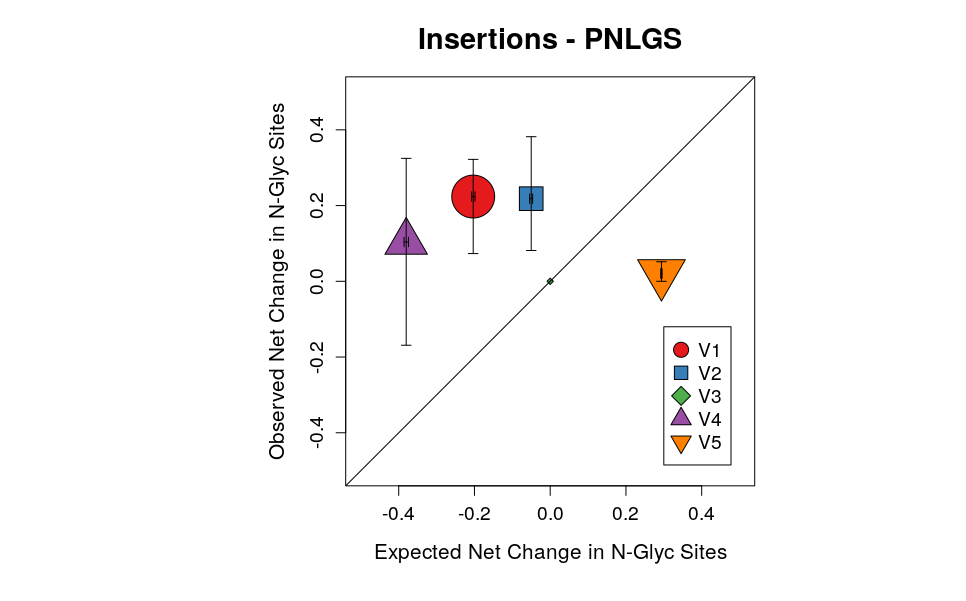 Insertions - PNLGS
Observed Net Change in N-Glyc Sites
0.4
0.2
0.0
-0.2
-0.4
V1
V2
V3
V4
V5
-0.4 -0.2 0.0 0.2 0.4
Expected Net Change in N-Glyc Sites